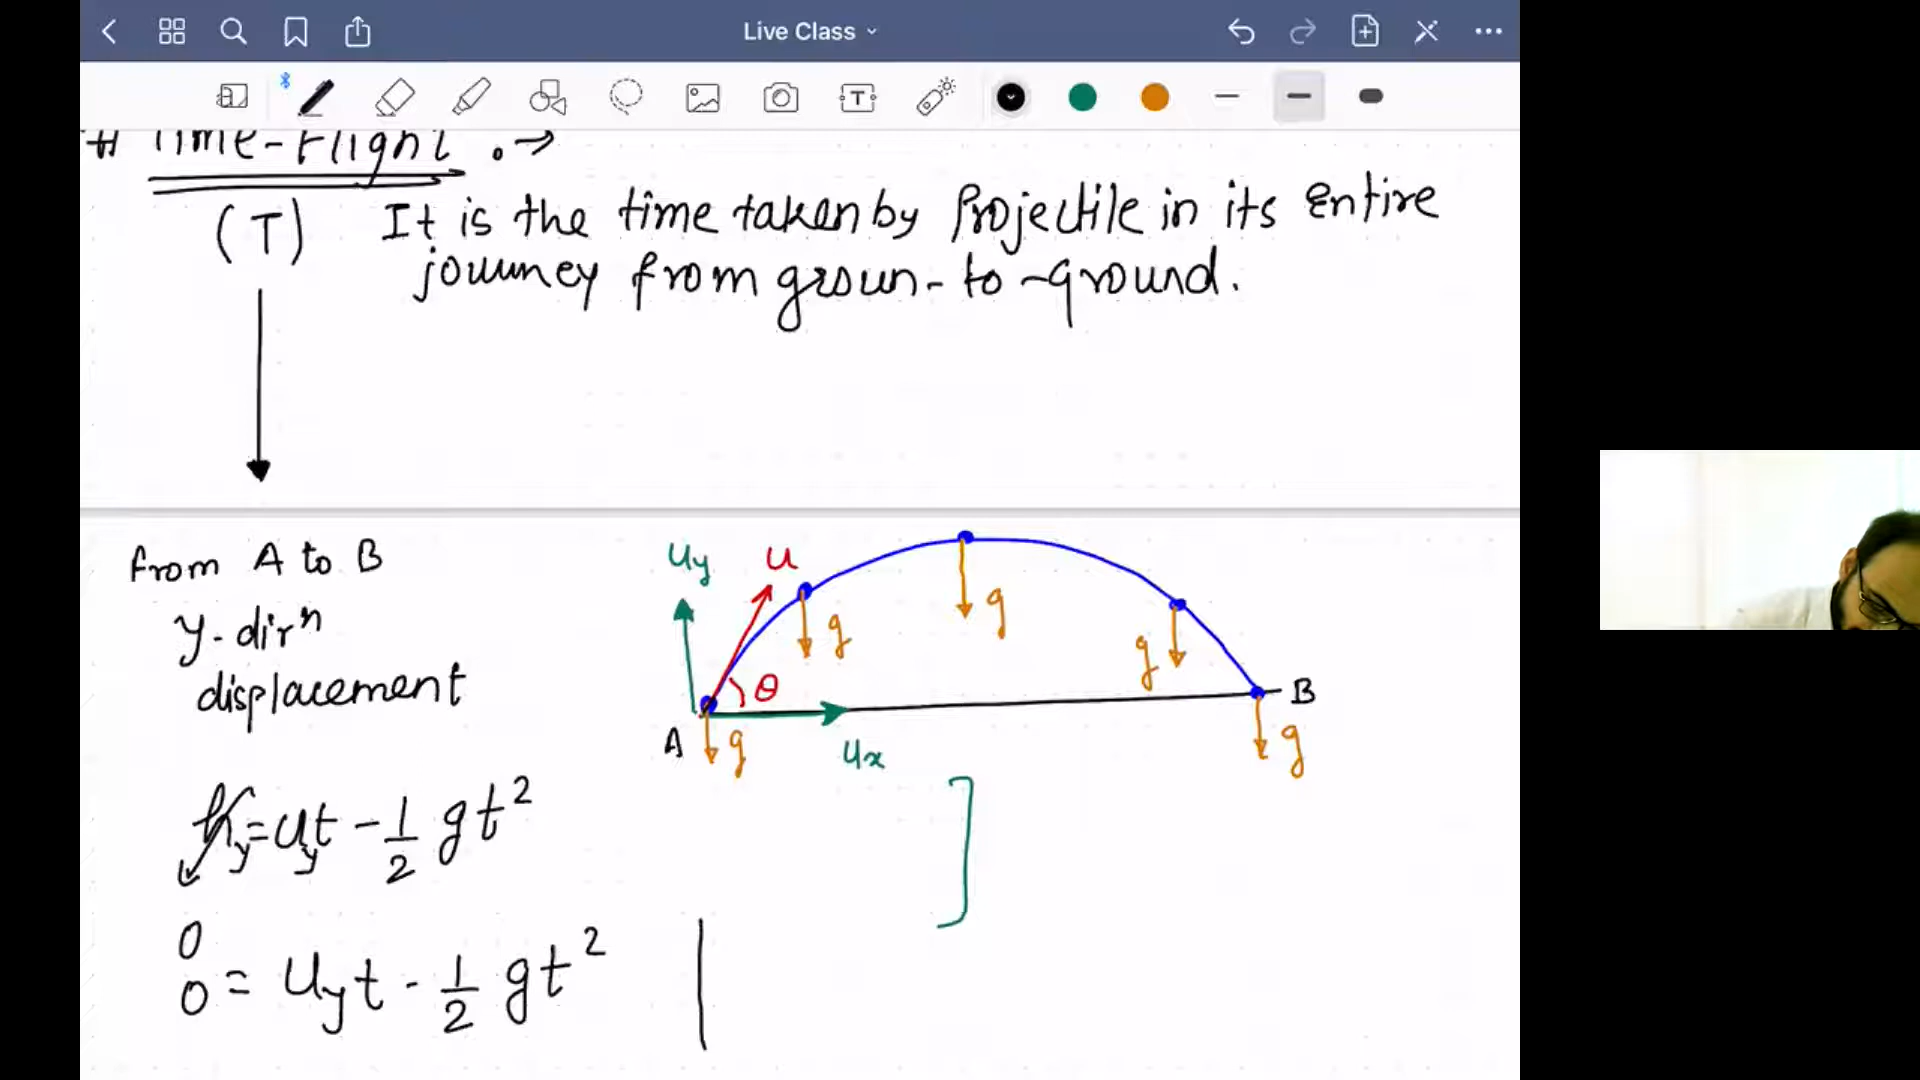 Live Class
# Time-Flight :→
(T) It is the time taken by Projectile in its Entire
journey from groun-to-ground.
from A to B
y-dirⁿ
displacement
uy
u
g
g
g
θ
B
A
g
ux
g
hy = uyt - 1/2 gt²
0
0 = uyt - 1/2 gt²